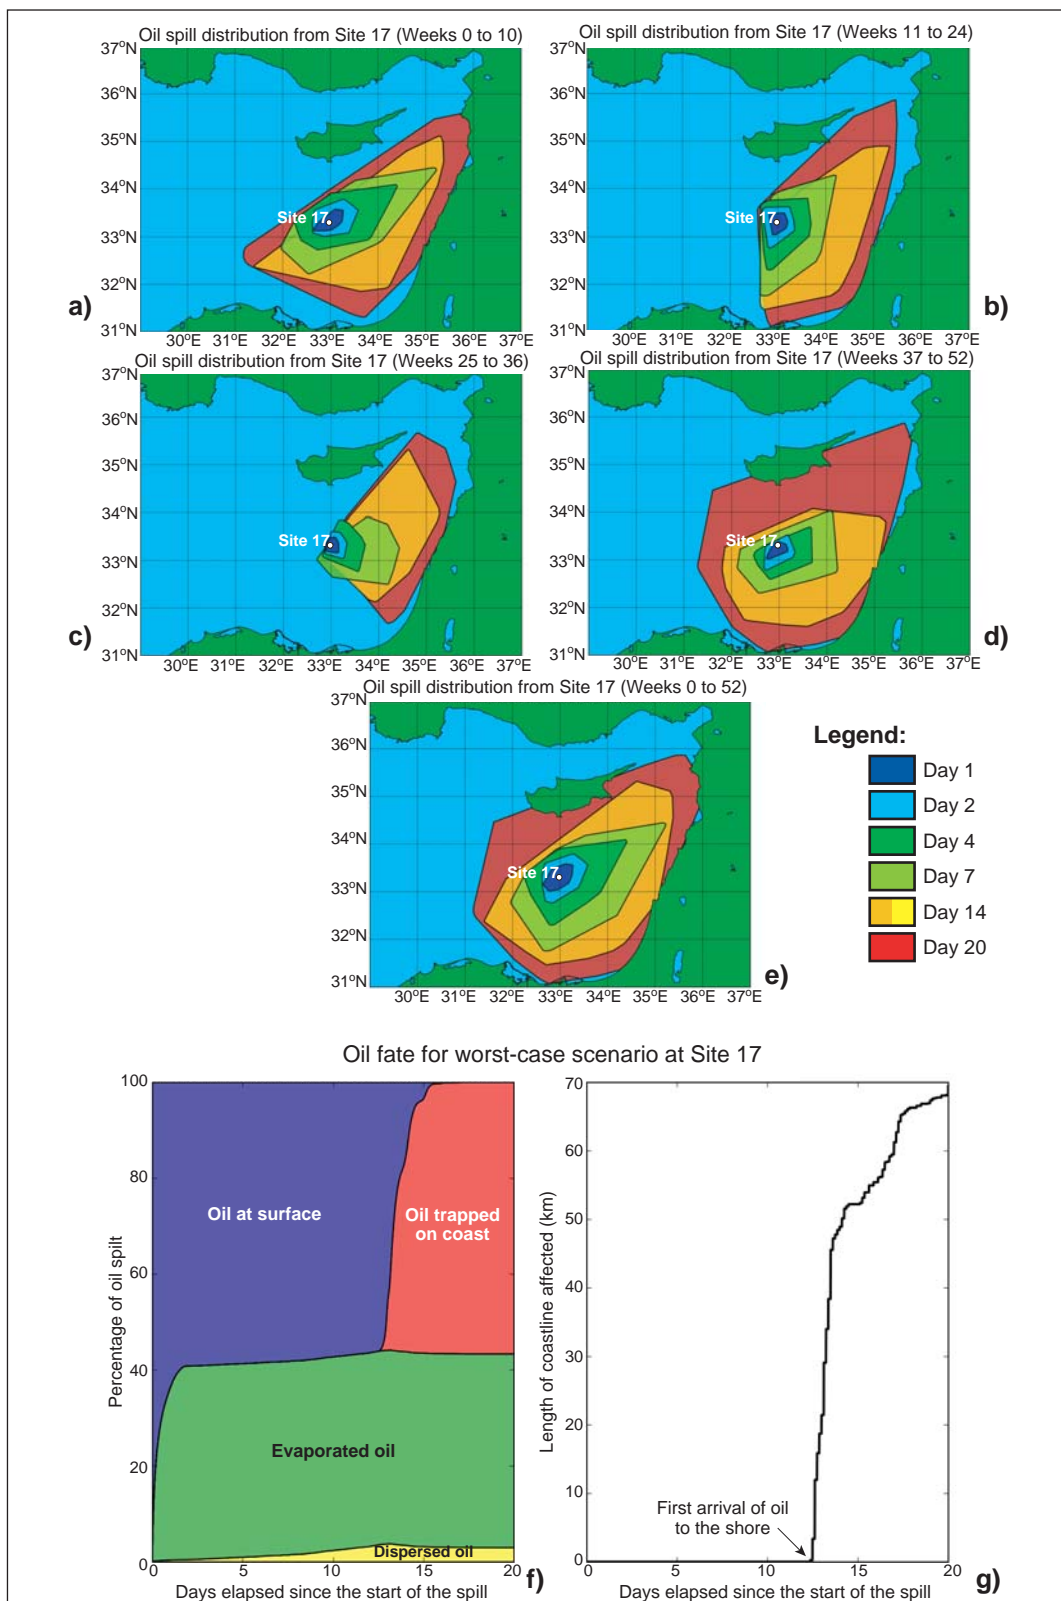 Oil spill distribution from Site 17 (Weeks 0 to 10)
37°N
36°N
35°N
34°N
33°N
32°N
31°N
Site 17
a)
30°E 31°E 32°E 33°E 34°E 35°E 36°E 37°E
Oil spill distribution from Site 17 (Weeks 11 to 24)
37°N
36°N
35°N
34°N
33°N
32°N
31°N
Site 17
b)
30°E 31°E 32°E 33°E 34°E 35°E 36°E 37°E
Oil spill distribution from Site 17 (Weeks 25 to 36)
37°N
36°N
35°N
34°N
33°N
32°N
31°N
Site 17
c)
30°E 31°E 32°E 33°E 34°E 35°E 36°E 37°E
Oil spill distribution from Site 17 (Weeks 37 to 52)
37°N
36°N
35°N
34°N
33°N
32°N
31°N
Site 17
d)
30°E 31°E 32°E 33°E 34°E 35°E 36°E 37°E
Oil spill distribution from Site 17 (Weeks 0 to 52)
37°N
36°N
35°N
34°N
33°N
32°N
31°N
Site 17
e)
30°E 31°E 32°E 33°E 34°E 35°E 36°E 37°E
Legend:
Day 1
Day 2
Day 4
Day 7
Day 14
Day 20
Oil fate for worst-case scenario at Site 17
100
80
60
40
20
0
Percentage of oil spilt
Oil at surface
Oil trapped
on coast
Evaporated oil
Dispersed oil
0 5 10 15 20
Days elapsed since the start of the spill
f)
70
60
50
40
30
20
10
0
Length of coastline affected (km)
First arrival of oil
to the shore
0 5 10 15 20
Days elapsed since the start of the spill
g)